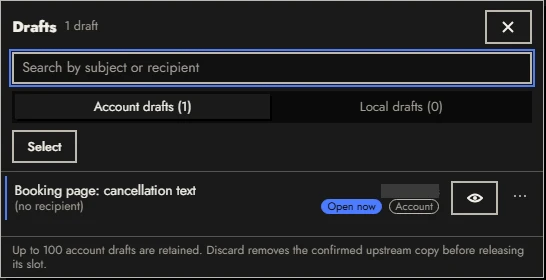 Drafts 1 draft
Search by subject or recipient
Account drafts (1) Local drafts (0)
Select
Booking page: cancellation text
(no recipient) Open now Account
Up to 100 account drafts are retained. Discard removes the confirmed upstream copy before releasing
its slot.